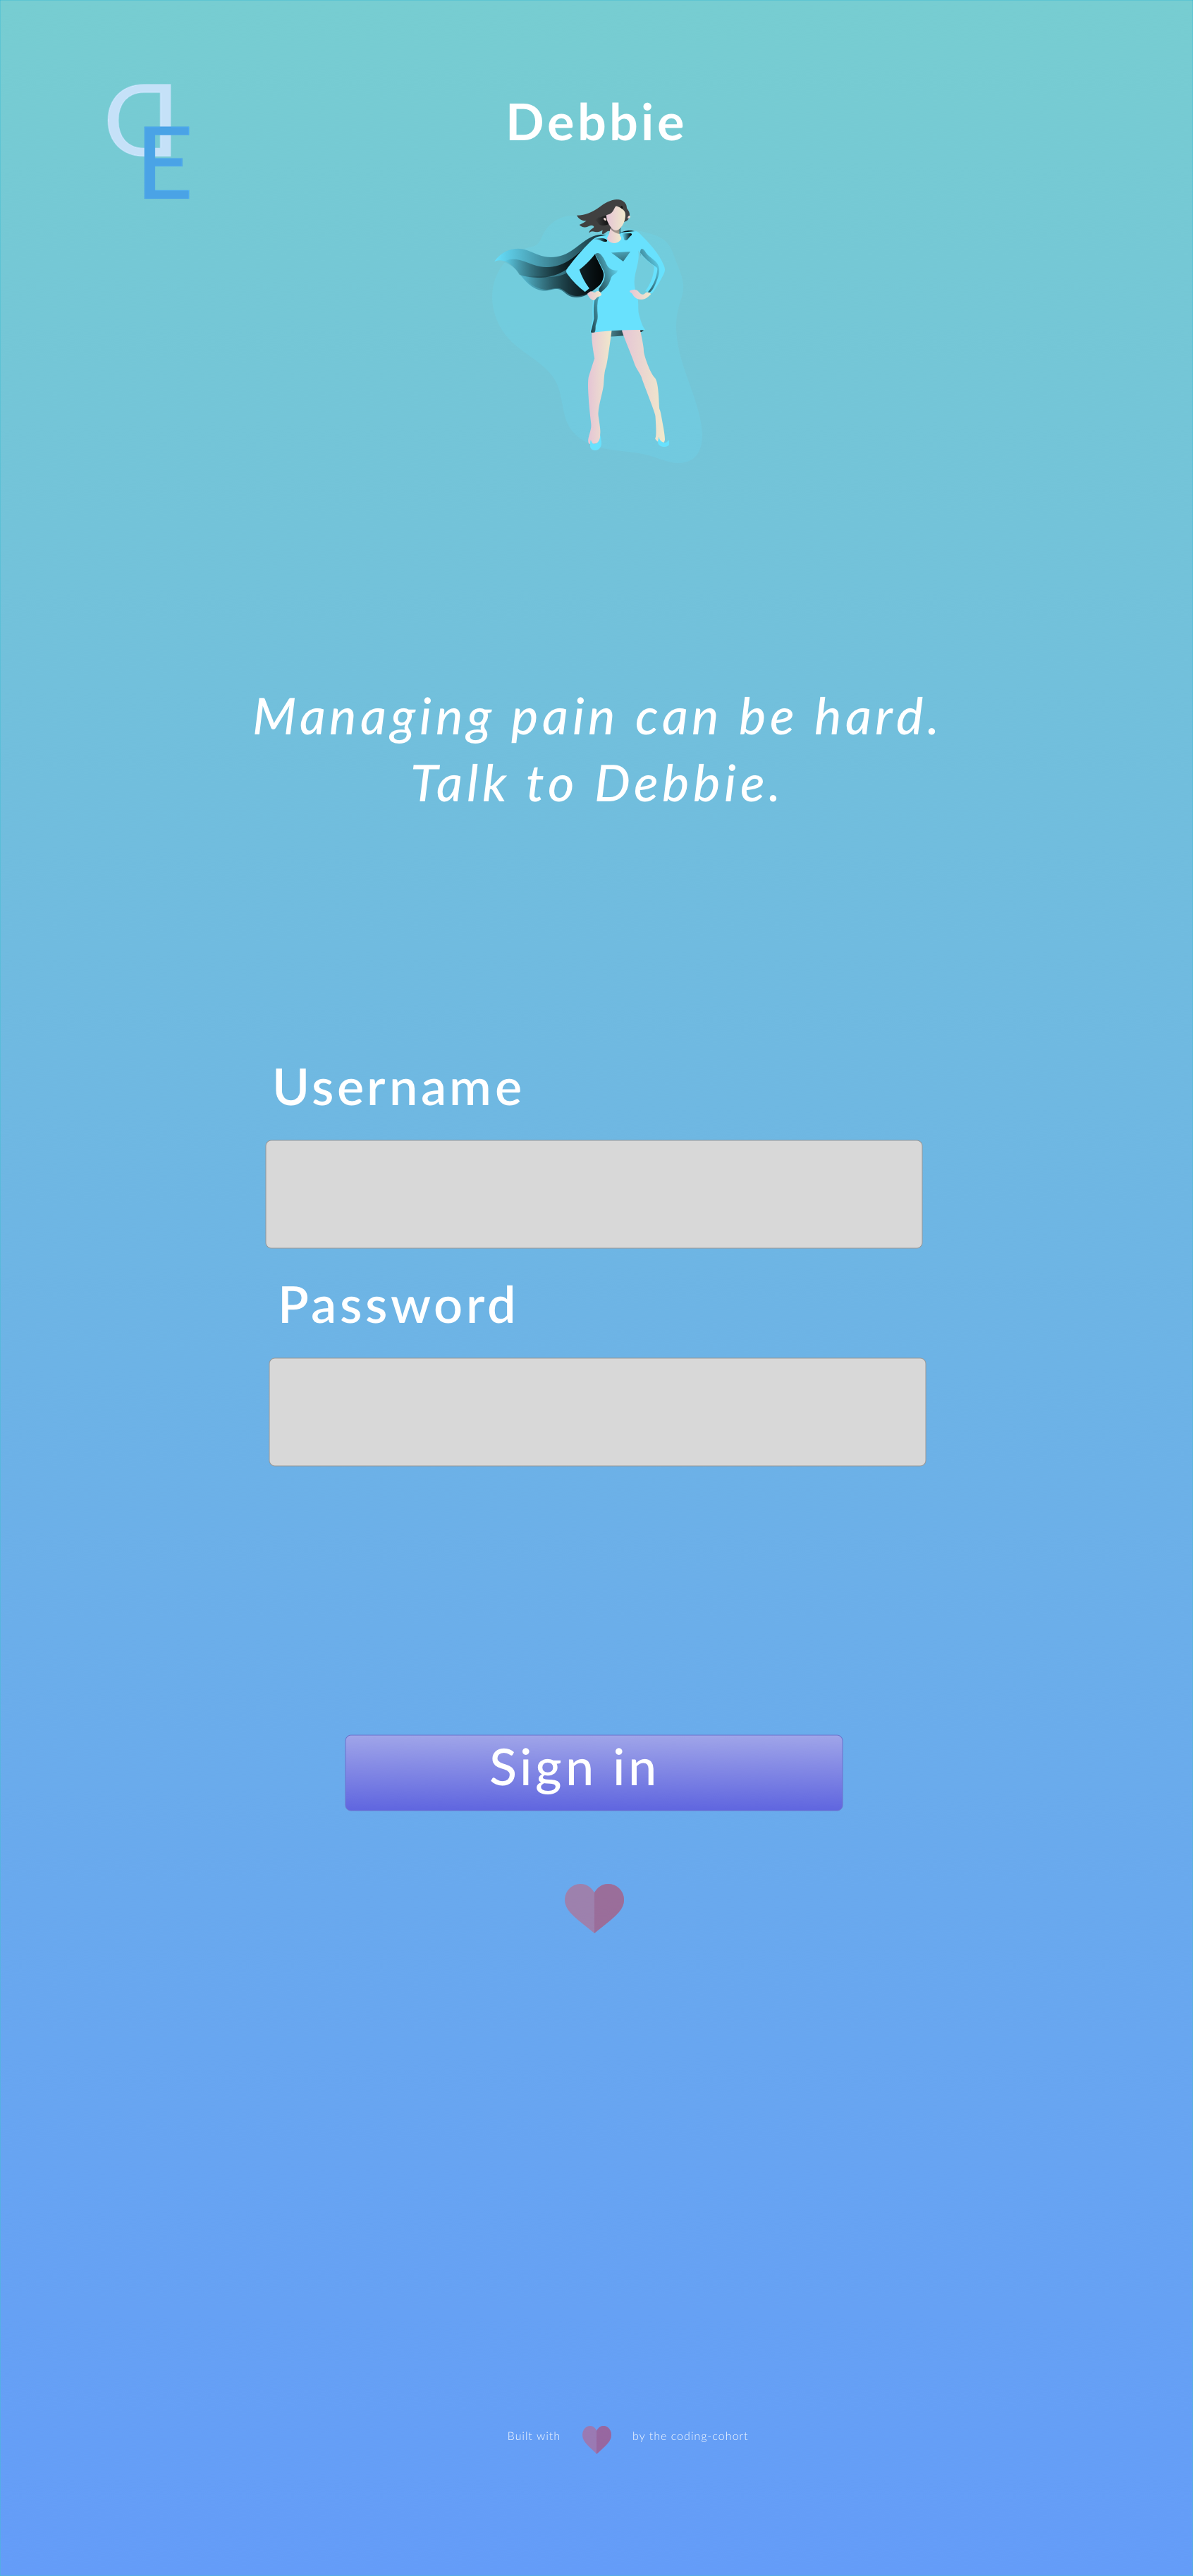 DE
Debbie
Managing pain can be hard.
Talk to Debbie.
Username
Password
Sign in
Built with by the coding-cohort